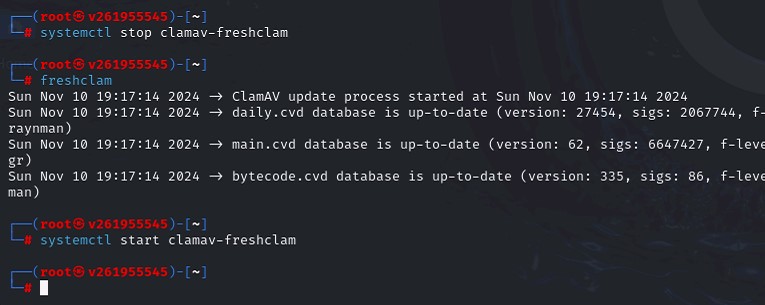 ┌──(root㉿v261955545)-[~]
└─# systemctl stop clamav-freshclam
┌──(root㉿v261955545)-[~]
└─# freshclam
Sun Nov 10 19:17:14 2024 -> ClamAV update process started at Sun Nov 10 19:17:14 2024
Sun Nov 10 19:17:14 2024 -> daily.cvd database is up-to-date (version: 27454, sigs: 2067744, f-
raynman)
Sun Nov 10 19:17:14 2024 -> main.cvd database is up-to-date (version: 62, sigs: 6647427, f-leve
gr)
Sun Nov 10 19:17:14 2024 -> bytecode.cvd database is up-to-date (version: 335, sigs: 86, f-leve
man)
┌──(root㉿v261955545)-[~]
└─# systemctl start clamav-freshclam
┌──(root㉿v261955545)-[~]
└─#